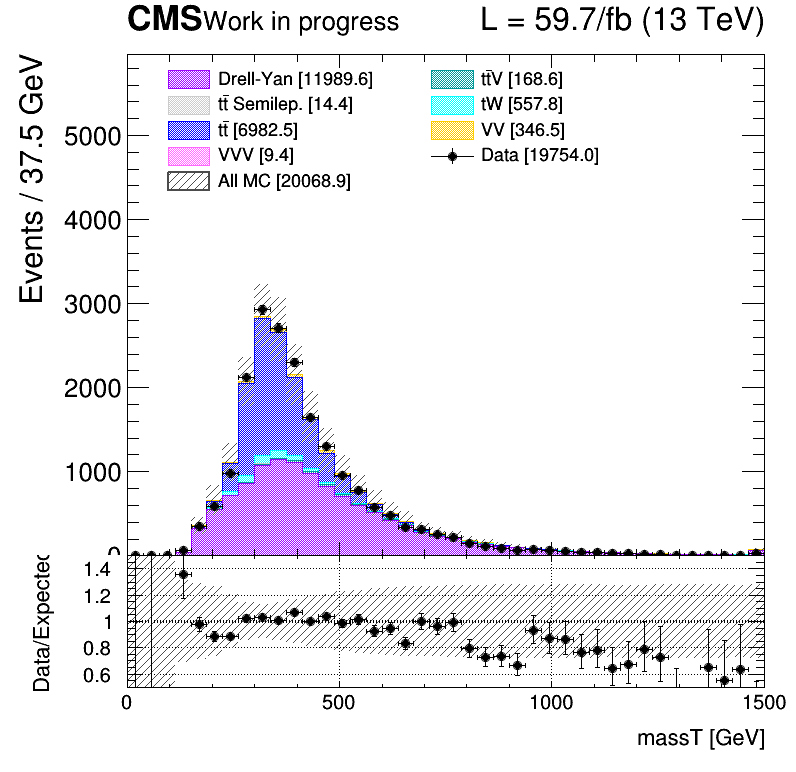 CMS Work in progress L = 59.7/fb (13 TeV)
Events / 37.5 GeV
Drell-Yan [11989.6]
tt̄ Semilep. [14.4]
tt̄ [6982.5]
VVV [9.4]
All MC [20068.9]
tt̄V [168.6]
tW [557.8]
VV [346.5]
Data [19754.0]
5000
4000
3000
2000
1000
0
Data/Expected
1.4
1.2
1
0.8
0.6
0 500 1000 1500
massT [GeV]